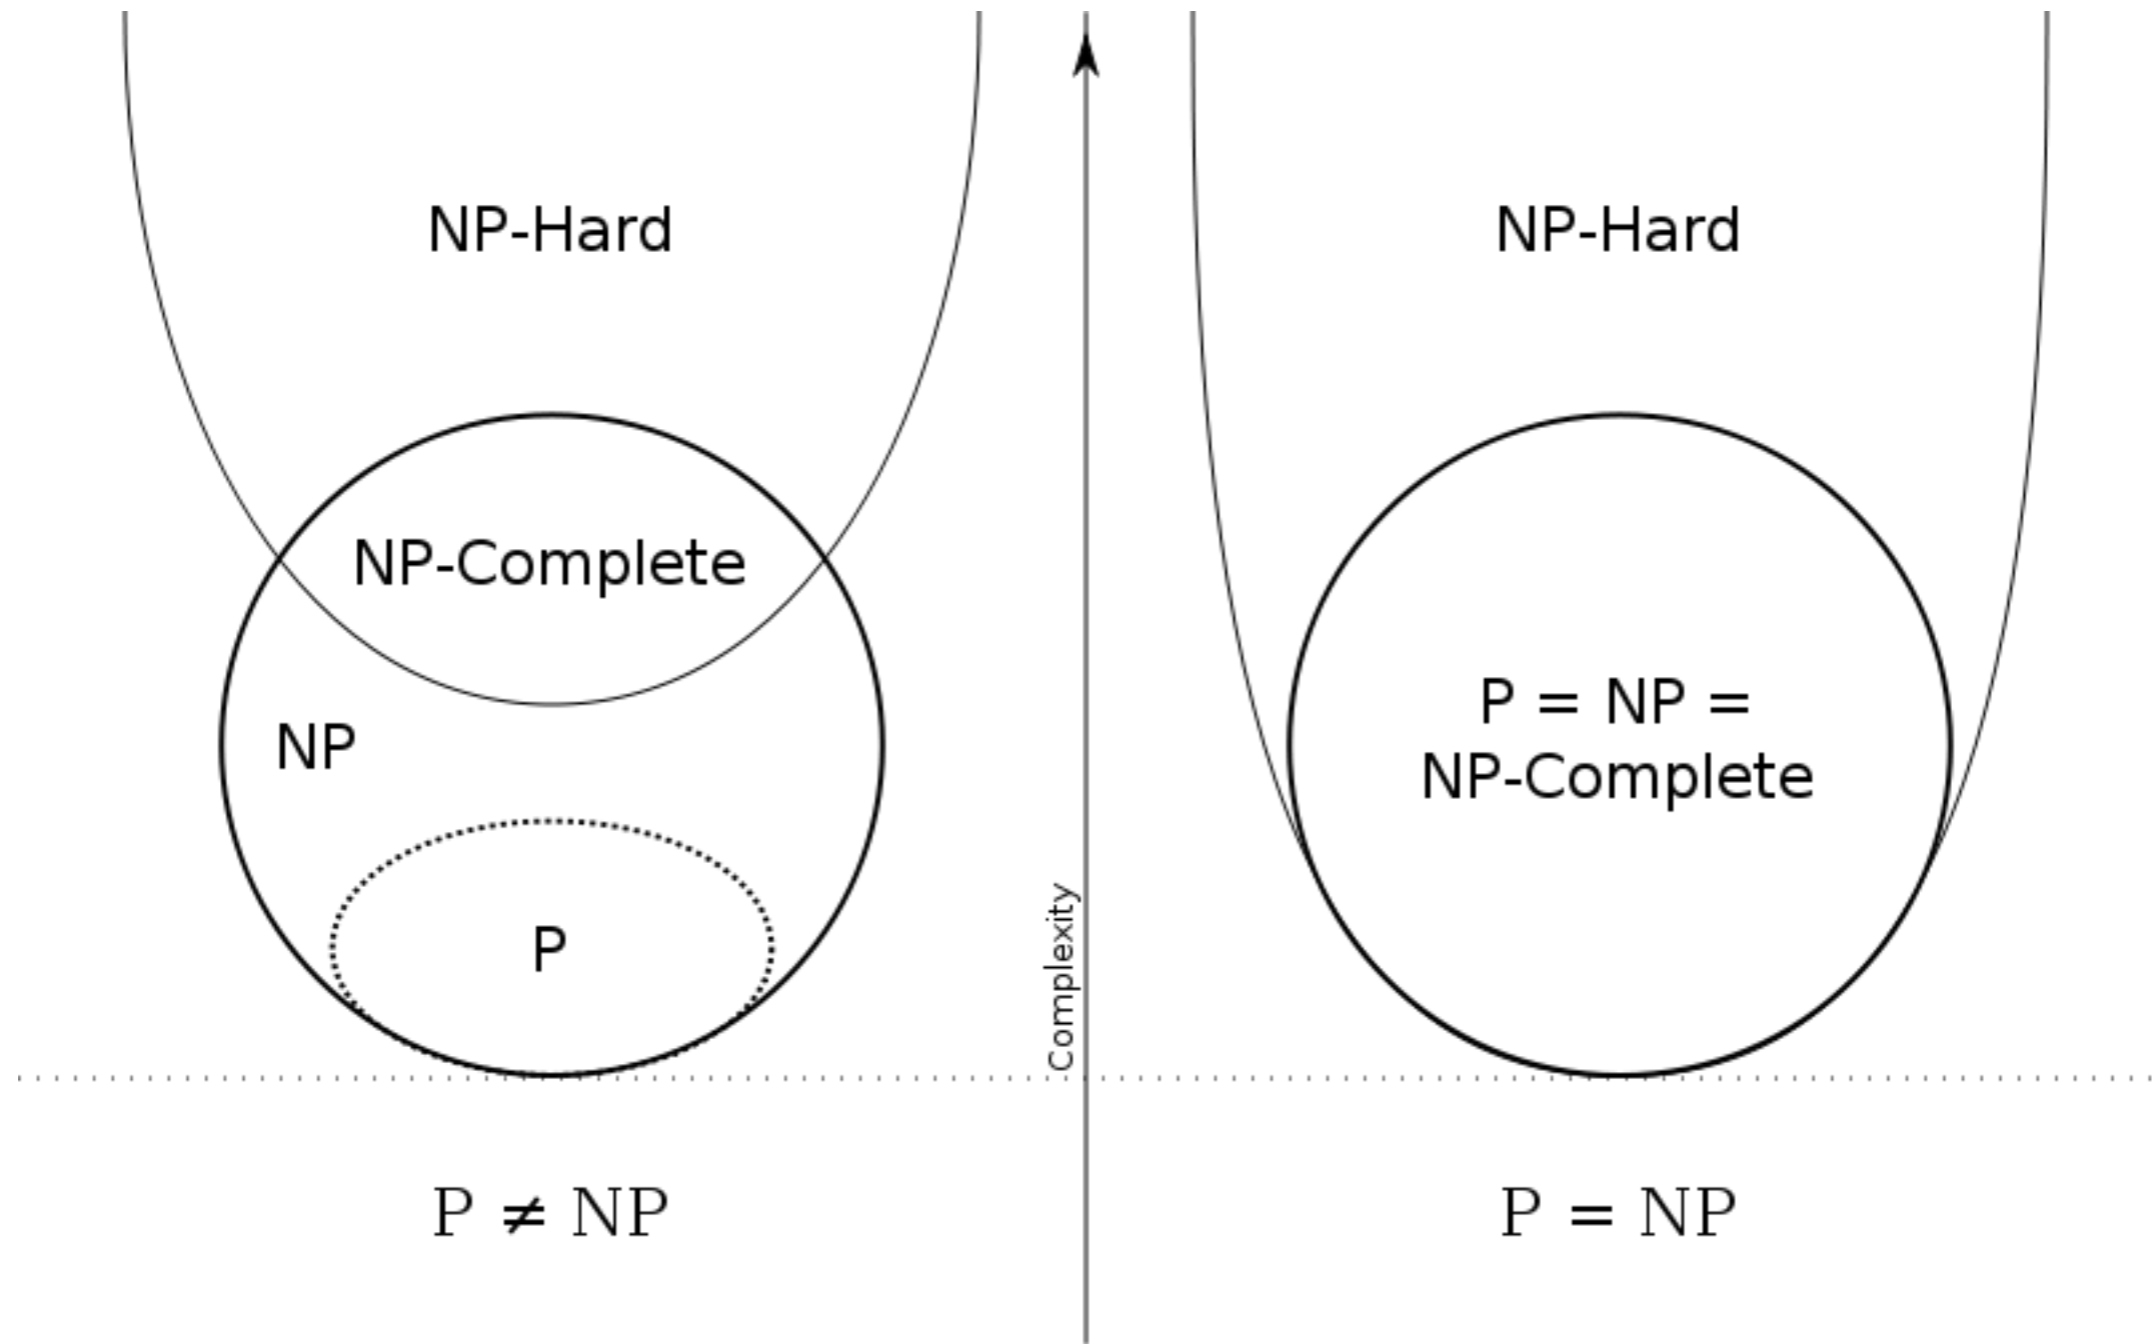 NP-Hard
NP-Complete
NP
P
P ≠ NP
Complexity
NP-Hard
P = NP =
NP-Complete
P = NP